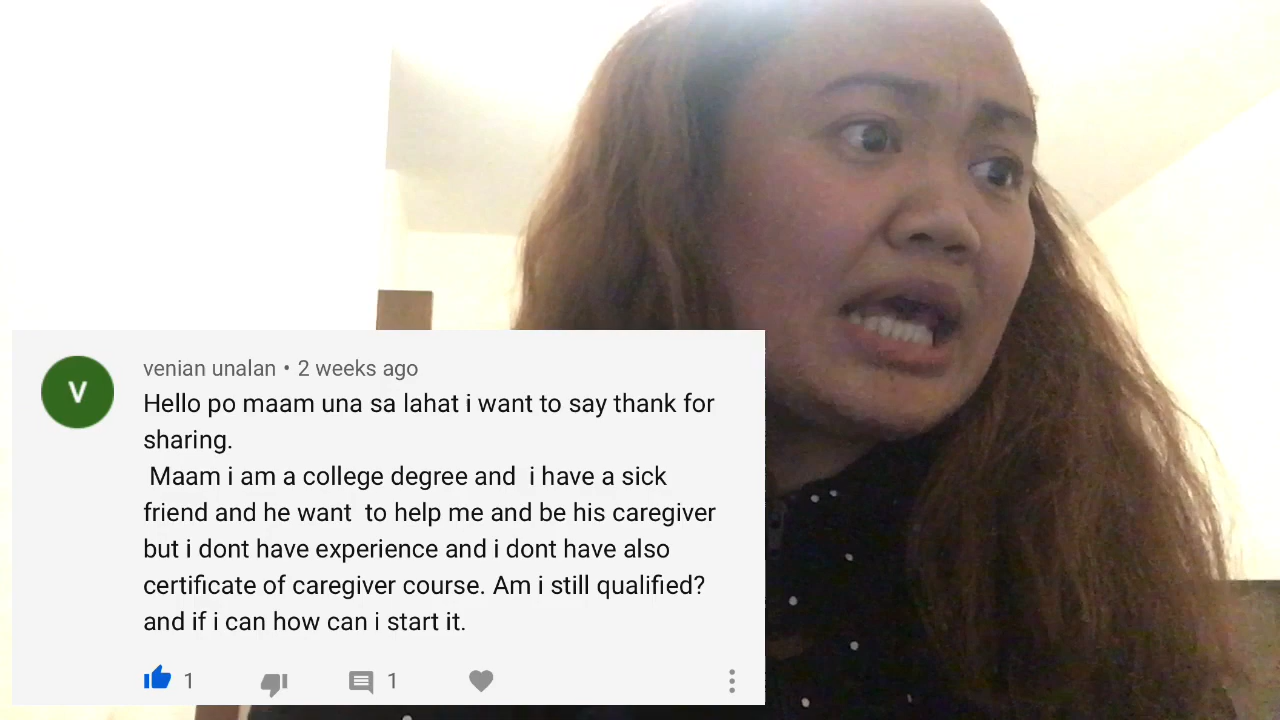 V
venian unalan • 2 weeks ago
Hello po maam una sa lahat i want to say thank for
sharing.
Maam i am a college degree and i have a sick
friend and he want to help me and be his caregiver
but i dont have experience and i dont have also
certificate of caregiver course. Am i still qualified?
and if i can how can i start it.
1 1